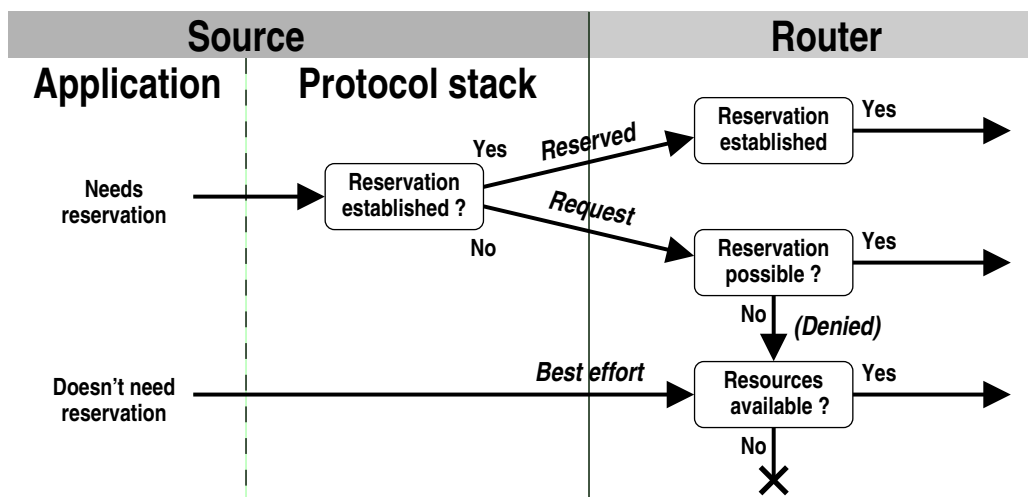 Source
Router
Application
Protocol stack
Needs
reservation
Reservation
established ?
Yes
No
Reserved
Request
Reservation
established
Yes
Reservation
possible ?
Yes
No
(Denied)
Doesn't need
reservation
Best effort
Resources
available ?
Yes
No